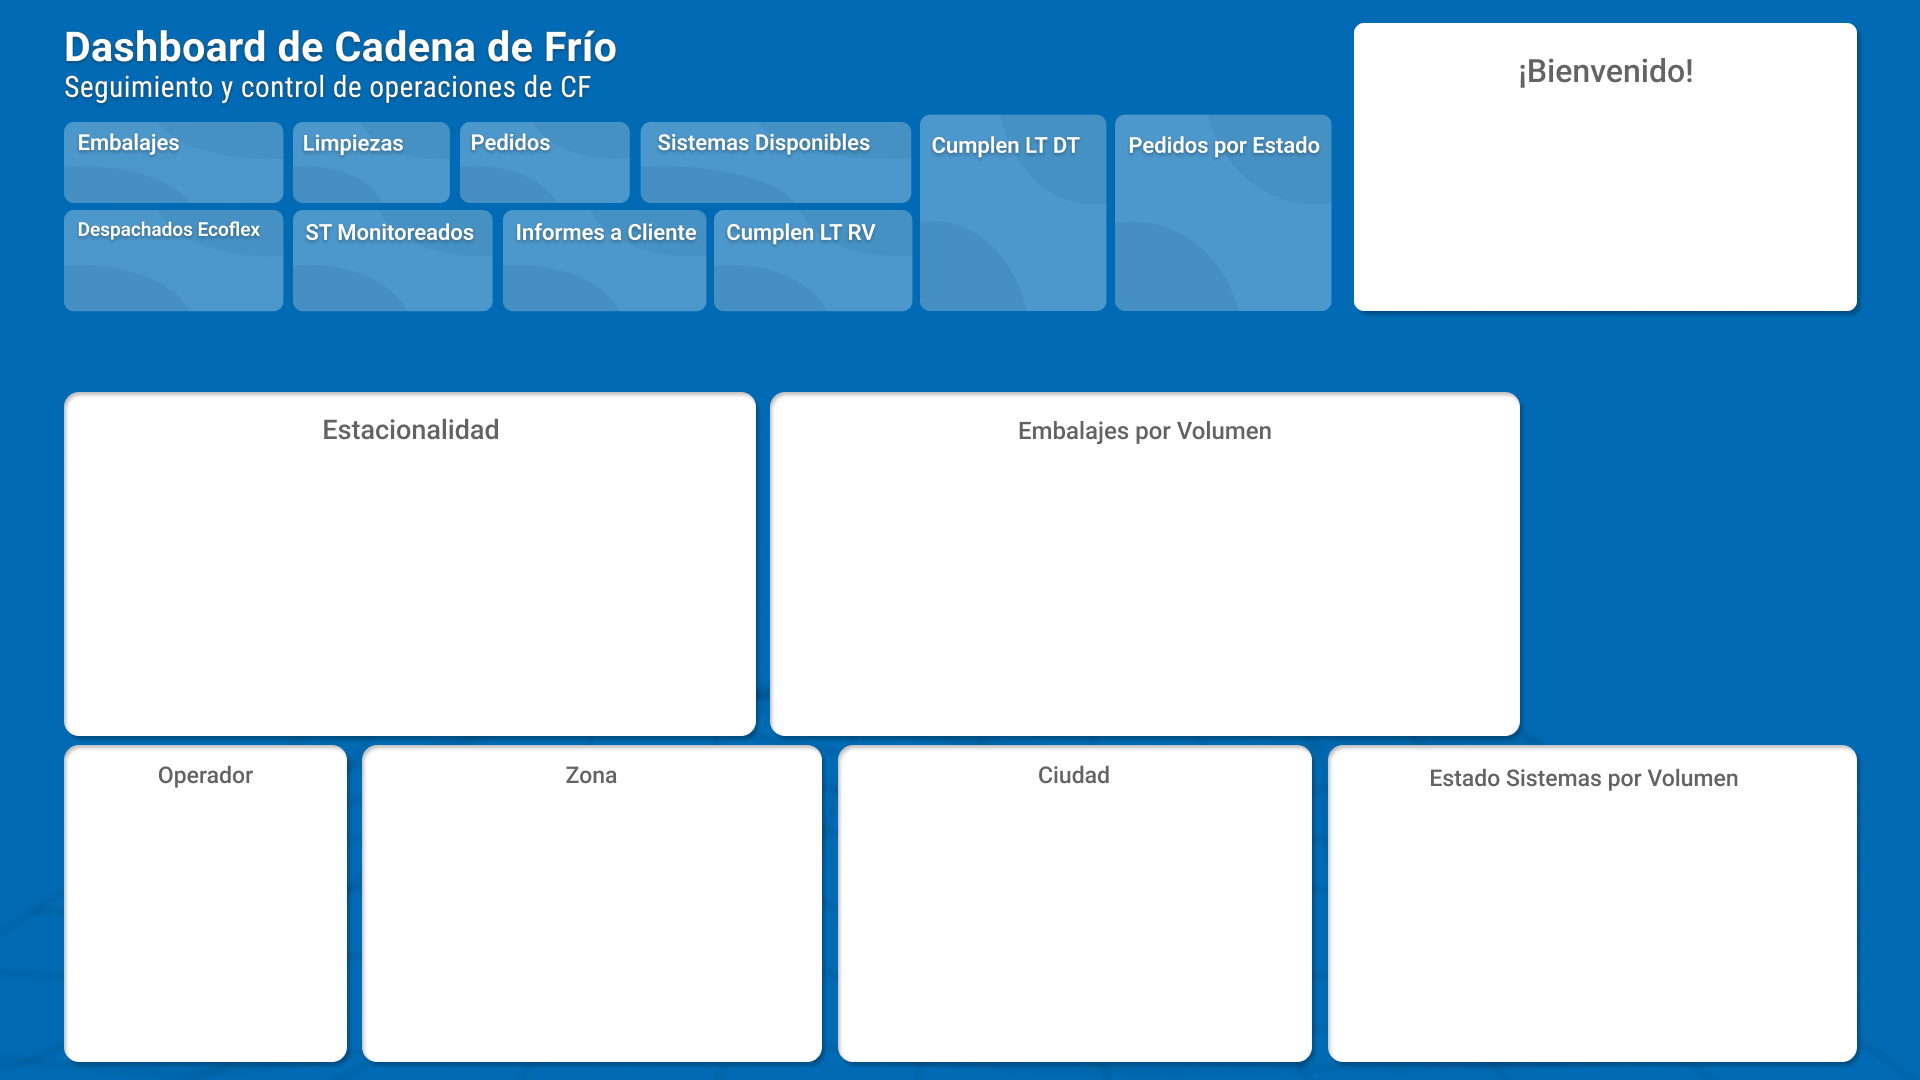 Dashboard de Cadena de Frío
Seguimiento y control de operaciones de CF
¡Bienvenido!
Embalajes
Limpiezas
Pedidos
Sistemas Disponibles
Cumplen LT DT
Pedidos por Estado
Despachados Ecoflex
ST Monitoreados
Informes a Cliente
Cumplen LT RV
Estacionalidad
Embalajes por Volumen
Operador
Zona
Ciudad
Estado Sistemas por Volumen